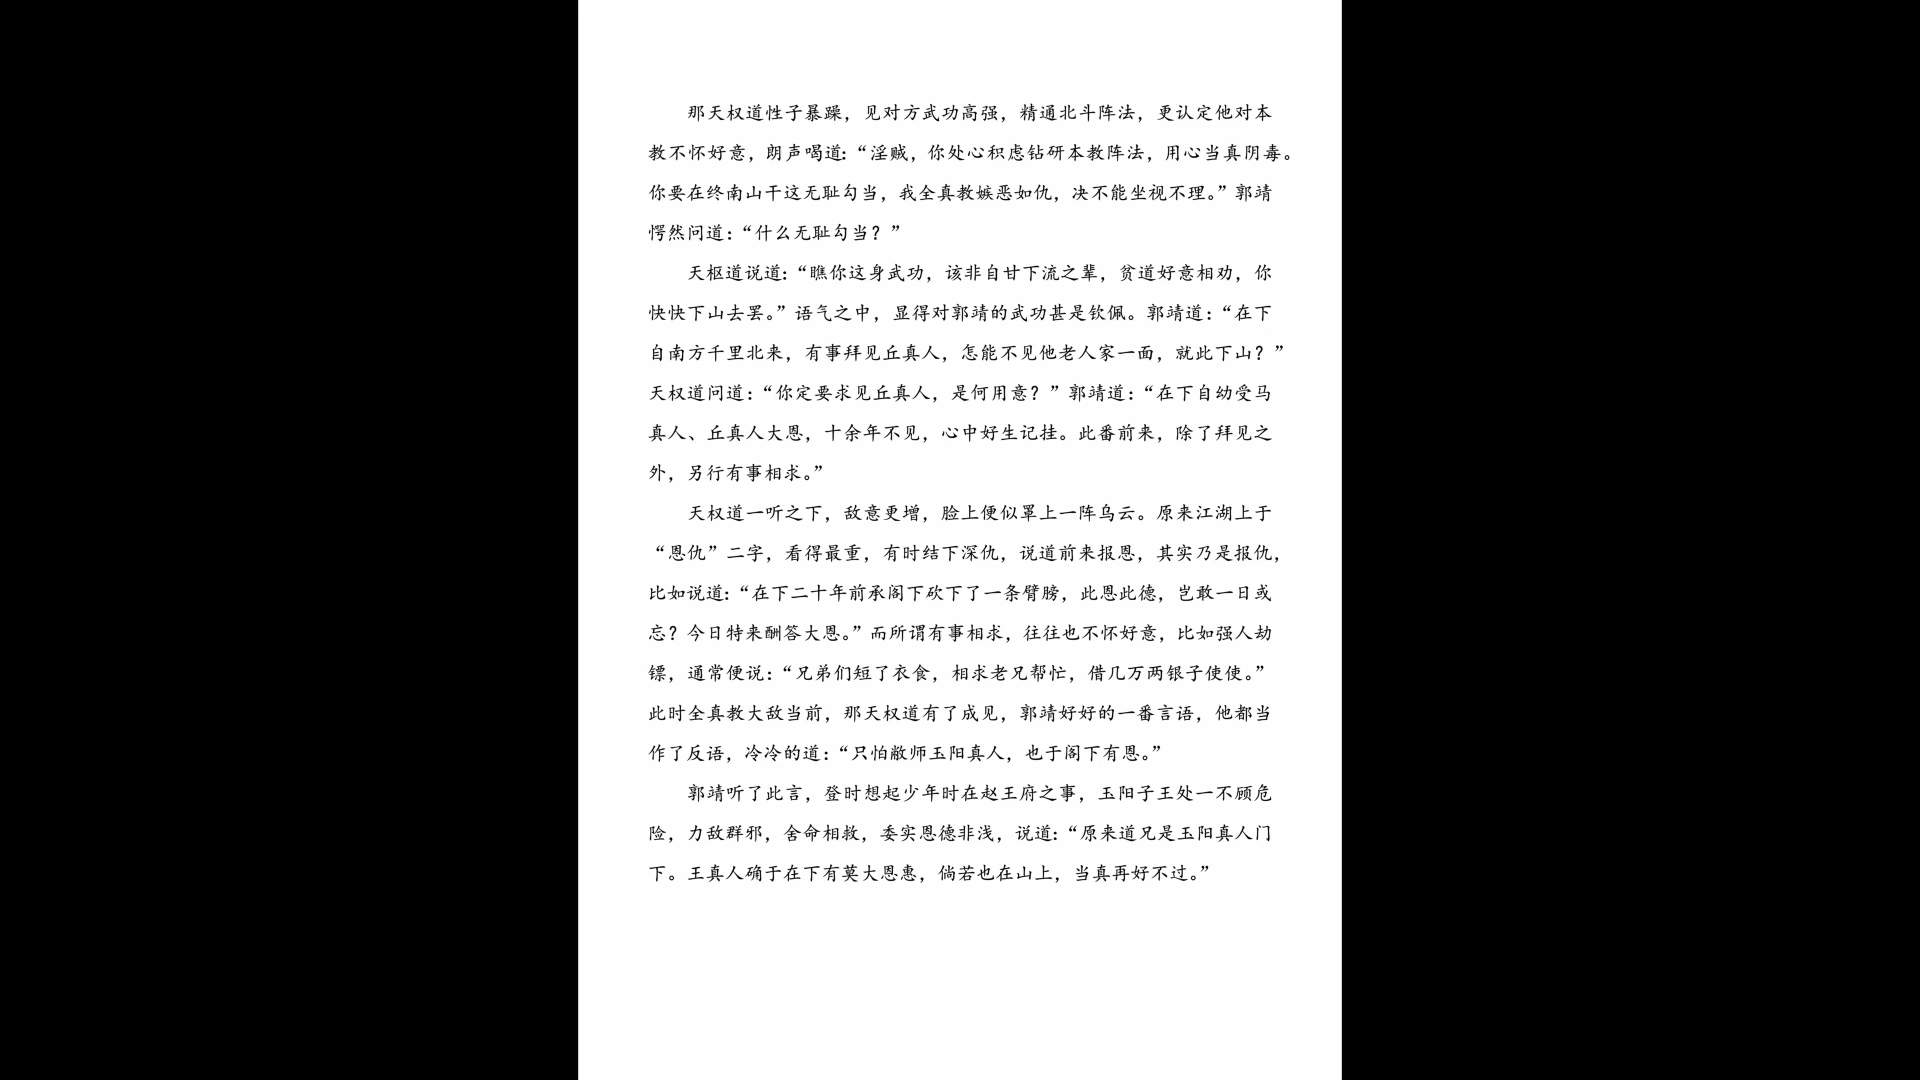 那天权道性子暴躁，见对方武功高强，精通北斗阵法，更认定他对本
教不怀好意，朗声喝道：“淫贼，你处心积虑钻研本教阵法，用心当真阴毒。
你要在终南山干这无耻勾当，我全真教嫉恶如仇，决不能坐视不理。”郭靖
愕然问道：“什么无耻勾当？”
天枢道说道：“瞧你这身武功，该非自甘下流之辈，贫道好意相劝，你
快快下山去罢。”语气之中，显得对郭靖的武功甚是钦佩。郭靖道：“在下
自南方千里北来，有事拜见丘真人，怎能不见他老人家一面，就此下山？”
天权道问道：“你定要求见丘真人，是何用意？”郭靖道：“在下自幼受马
真人、丘真人大恩，十余年不见，心中好生记挂。此番前来，除了拜见之
外，另行有事相求。”
天权道一听之下，敌意更增，脸上便似罩上一阵乌云。原来江湖上于
“恩仇”二字，看得最重，有时结下深仇，说道前来报恩，其实乃是报仇，
比如说道：“在下二十年前承阁下砍下了一条臂膀，此恩此德，岂敢一日或
忘？今日特来酬答大恩。”而所谓有事相求，往往也不怀好意，比如强人劫
镖，通常便说：“兄弟们短了衣食，相求老兄帮忙，借几万两银子使使。”
此时全真教大敌当前，那天权道有了成见，郭靖好好的一番言语，他都当
作了反语，冷冷的道：“只怕敝师玉阳真人，也于阁下有恩。”
郭靖听了此言，登时想起少年时在赵王府之事，玉阳子王处一不顾危
险，力敌群邪，舍命相救，委实恩德非浅，说道：“原来道兄是玉阳真人门
下。王真人确于在下有莫大恩惠，倘若也在山上，当真再好不过。”